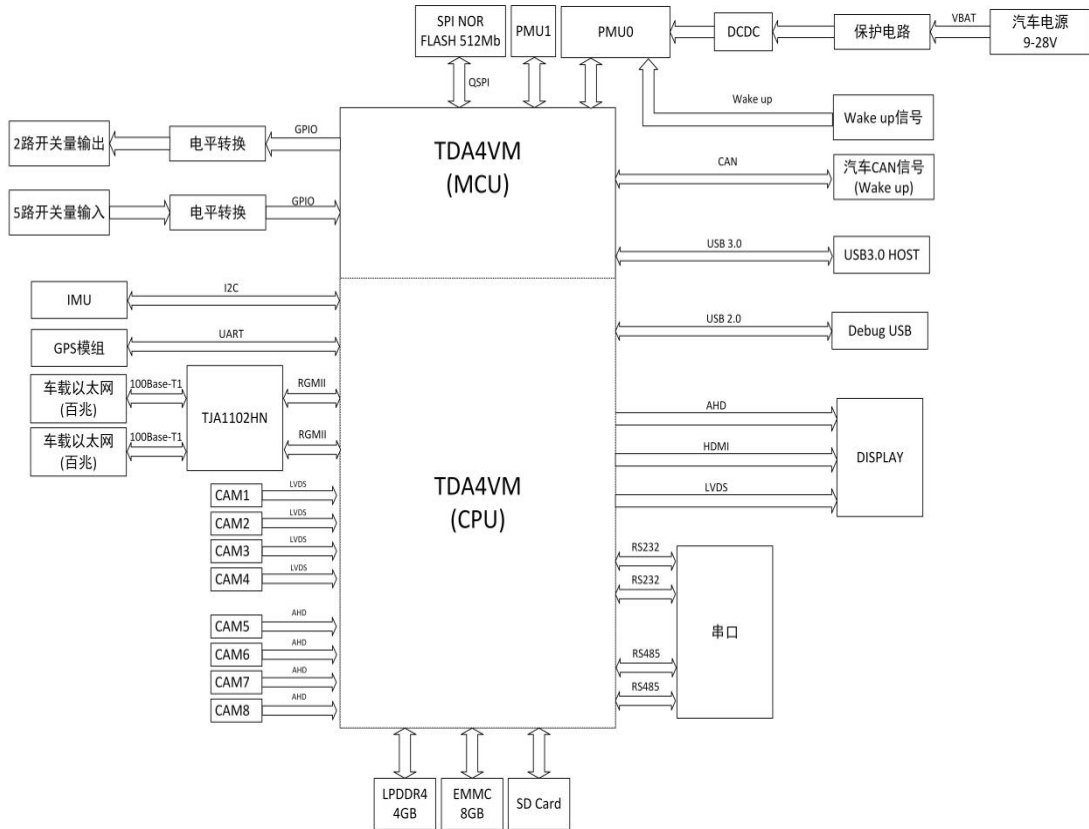 SPI NOR
FLASH 512Mb
PMU1
PMU0
DCDC
保护电路
VBAT
汽车电源
9-28V
QSPI
Wake up
Wake up信号
2路开关量输出
电平转换
GPIO
TDA4VM
(MCU)
CAN
汽车CAN信号
(Wake up)
5路开关量输入
电平转换
GPIO
USB 3.0
USB3.0 HOST
IMU
I2C
USB 2.0
Debug USB
GPS模组
UART
车载以太网
(百兆)
100Base-T1
TJA1102HN
RGMII
车载以太网
(百兆)
100Base-T1
RGMII
AHD
HDMI
LVDS
DISPLAY
TDA4VM
(CPU)
CAM1
LVDS
CAM2
LVDS
CAM3
LVDS
CAM4
LVDS
CAM5
AHD
CAM6
AHD
CAM7
AHD
CAM8
AHD
RS232
RS232
RS485
RS485
串口
LPDDR4
4GB
EMMC
8GB
SD Card